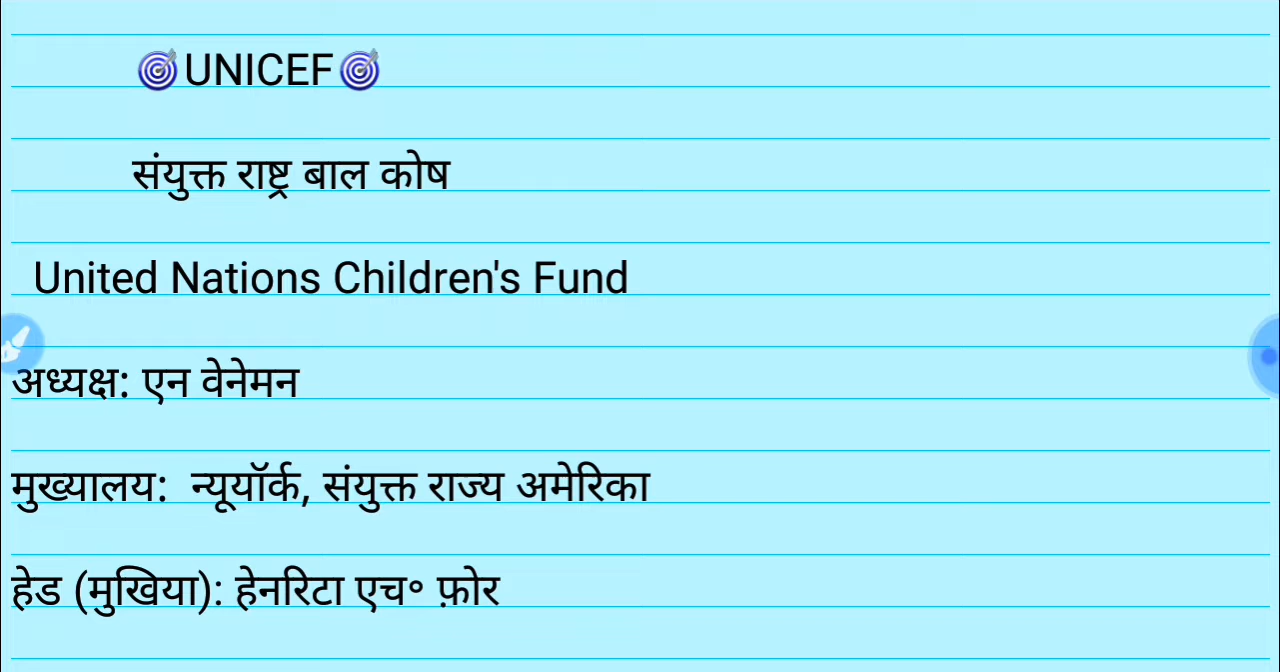 🎯UNICEF🎯
संयुक्त राष्ट्र बाल कोष
United Nations Children's Fund
अध्यक्ष: एन वेनेमन
मुख्यालय: न्यूयॉर्क, संयुक्त राज्य अमेरिका
हेड (मुखिया): हेनरिटा एच॰ फ़ोर